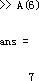 >> A(6)
ans =
7